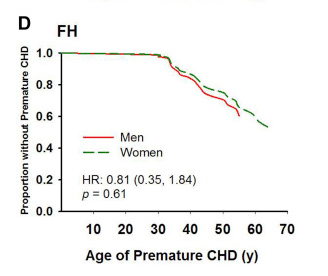 D
FH
Proportion without Premature CHD
1.0
0.8
0.6
0.4
0.2
0.0
Men
Women
HR: 0.81 (0.35, 1.84)
p = 0.61
10 20 30 40 50 60 70
Age of Premature CHD (y)